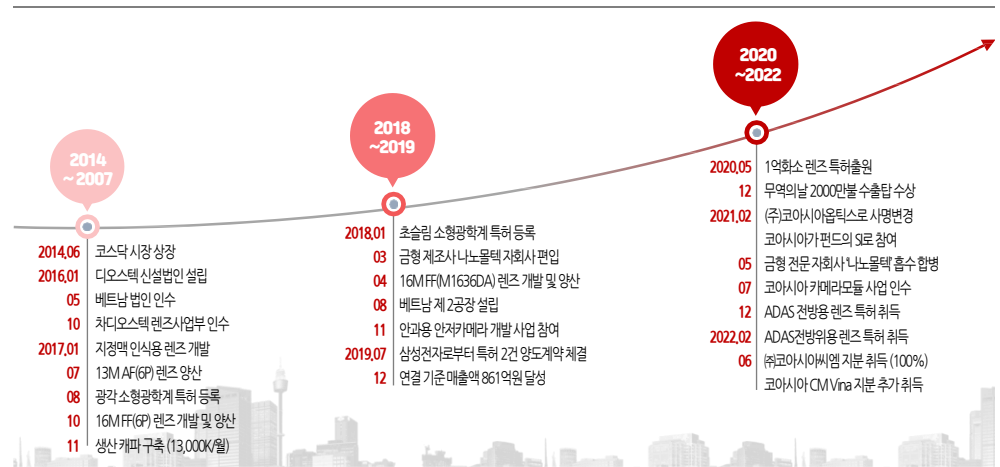 2014
~2007
2014.06 코스닥 시장 상장
2016.01 디오스텍 신설법인 설립
05 베트남 법인 인수
10 차디오스텍 렌즈사업부 인수
2017.01 지정맥 인식용 렌즈 개발
07 13M AF(6P) 렌즈 양산
08 광각 소형광학계 특허 등록
10 16M FF(6P) 렌즈 개발 및 양산
11 생산 캐파 구축 (13,000K/월)
2018
~2019
2018.01 초슬림 소형광학계 특허 등록
03 금형 제조사 나노몰텍 자회사 편입
04 16M FF(M1636DA) 렌즈 개발 및 양산
08 베트남 제 2공장 설립
11 안과용 안저카메라 개발 사업 참여
2019.07 삼성전자로부터 특허 2건 양도계약 체결
12 연결 기준 매출액 861억원 달성
2020
~2022
2020.05 1억화소 렌즈 특허출원
12 무역의날 2000만불 수출탑 수상
2021.02 (주)코아시아옵틱스로 사명변경
코아시아가 펀드의 SI로 참여
05 금형 전문 자회사 '나노몰텍' 흡수 합병
07 코아시아 카메라모듈 사업 인수
12 ADAS 전방용 렌즈 특허 취득
2022.02 ADAS전방위용 렌즈 특허 취득
06 ㈜코아시아씨엠 지분 취득 (100%)
코아시아 CM Vina 지분 추가 취득